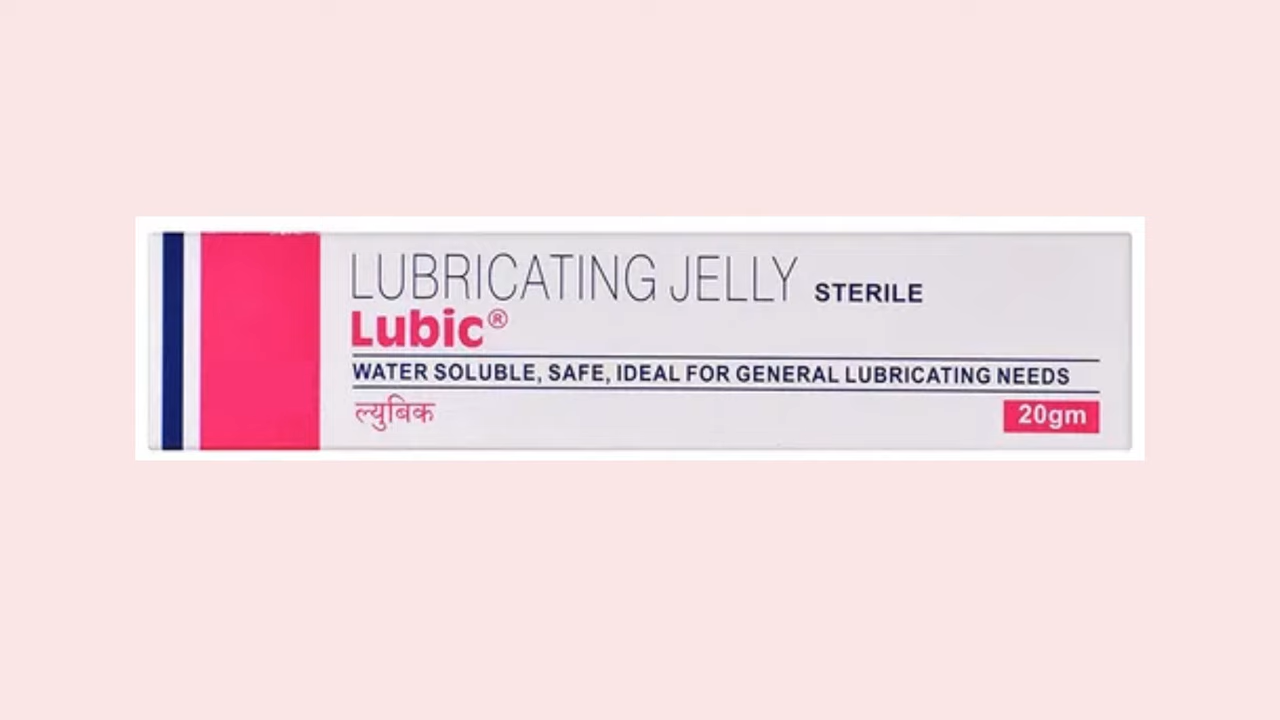 LUBRICATING JELLY STERILE
Lubic®
WATER SOLUBLE, SAFE, IDEAL FOR GENERAL LUBRICATING NEEDS
ल्युबिक
20gm